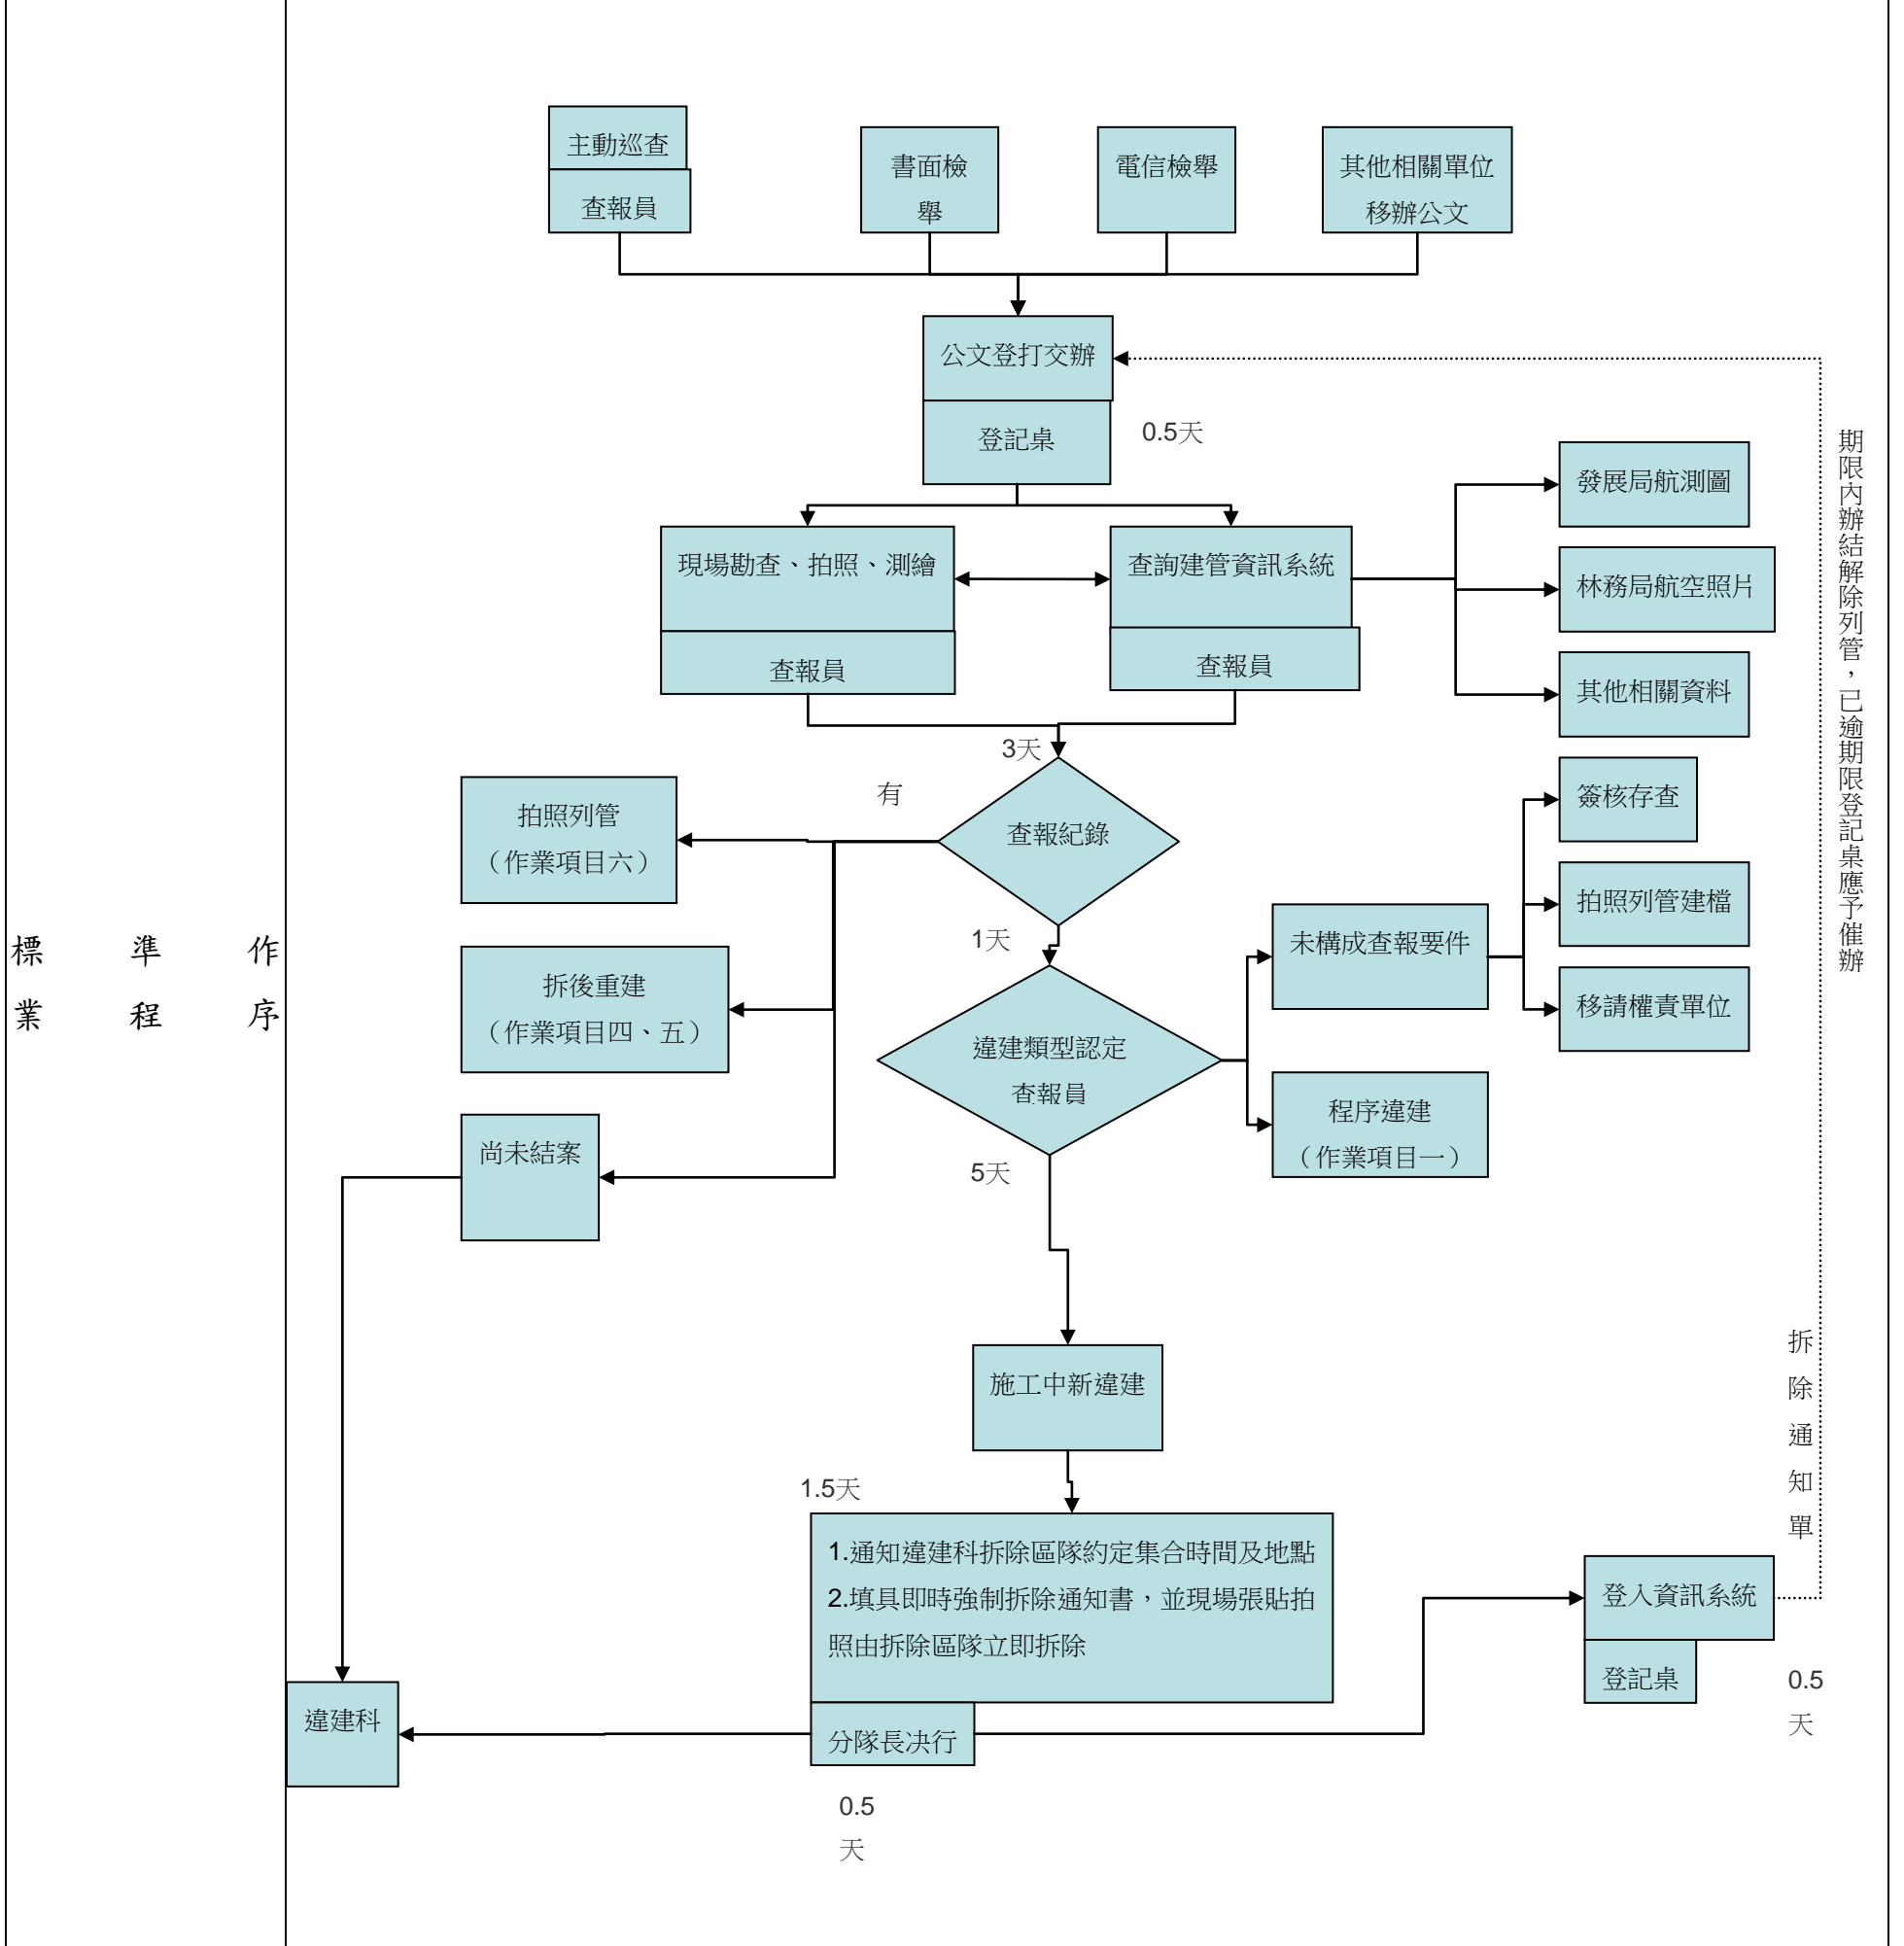 主動巡查
查報員
書面檢
舉
電信檢舉
其他相關單位
移辦公文
公文登打交辦
登記桌
0.5天
現場勘查、拍照、測繪
查報員
查詢建管資訊系統
查報員
發展局航測圖
林務局航空照片
其他相關資料
3天
有
查報紀錄
拍照列管
（作業項目六）
拆後重建
（作業項目四、五）
尚未結案
1天
違建類型認定
查報員
未構成查報要件
簽核存查
拍照列管建檔
移請權責單位
程序違建
（作業項目一）
5天
施工中新違建
1.5天
1.通知違建科拆除區隊約定集合時間及地點
2.填具即時強制拆除通知書，並現場張貼拍
照由拆除區隊立即拆除
分隊長決行
0.5
天
違建科
登入資訊系統
登記桌
0.5
天
拆除通知單
期限內辦結解除列管，已逾期限登記桌應予催辦
標準作
業程序